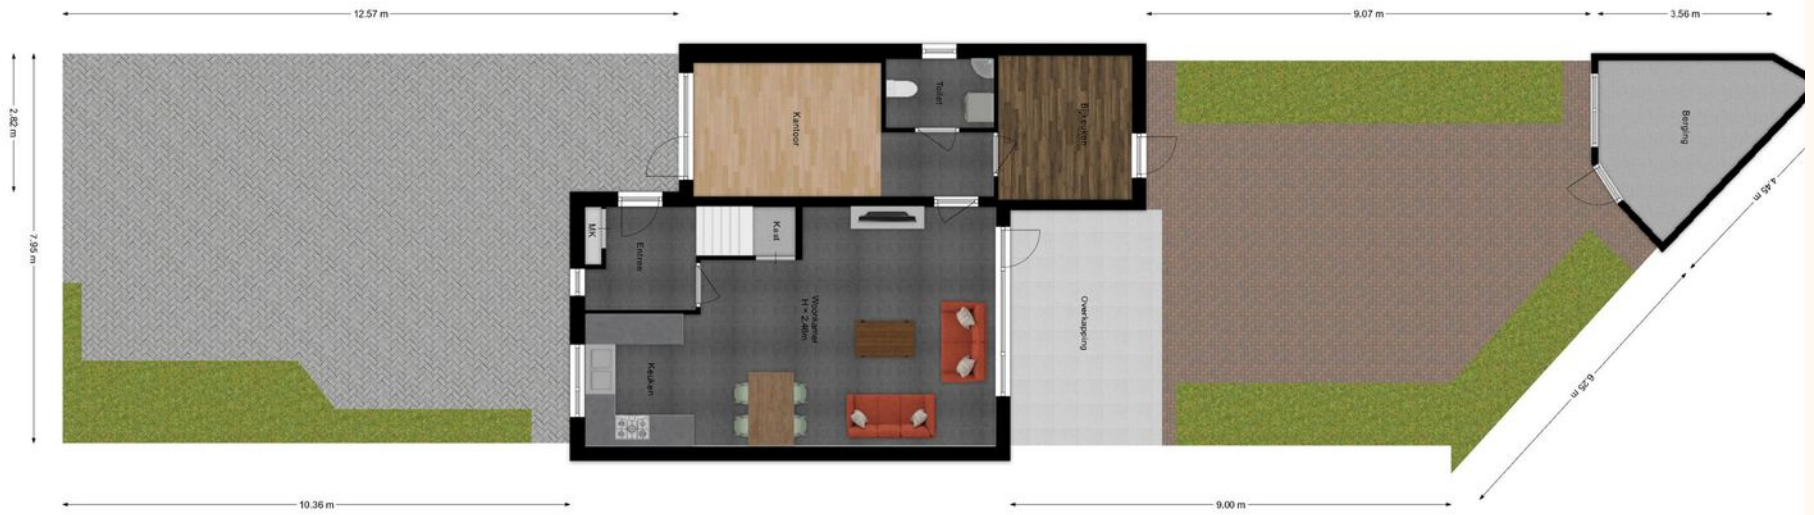 12.57 m
9.07 m
3.56 m
2.82 m
7.95 m
Kantoor
Toilet
Bijkeuken
Berging
4.45 m
MK
Entree
Kast
Woonkamer
H = 2.46m
Overkapping
Keuken
6.25 m
10.36 m
9.00 m